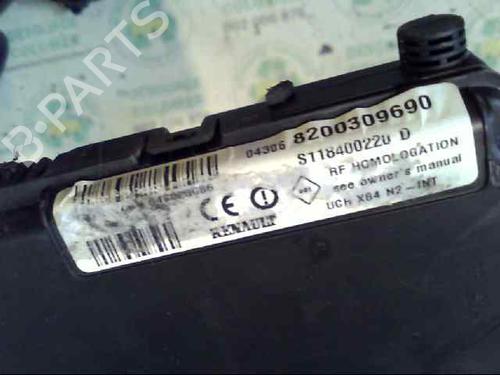 B-PARTS
04306 8200309690
S118400220 D
RF HOMOLOGATION
see owner's manual
UCH X84 N2 -INT
CE
RENAULT